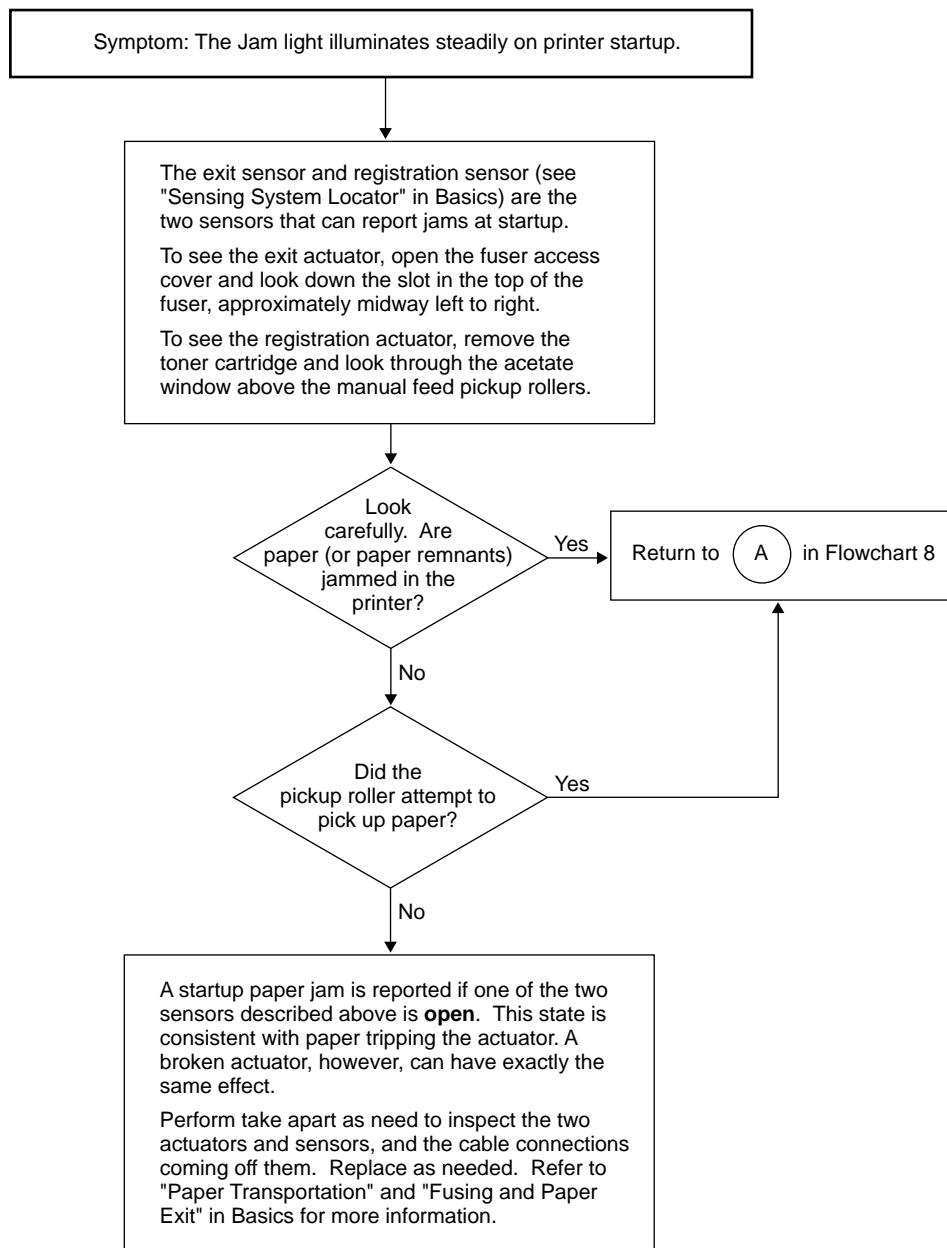 Symptom: The Jam light illuminates steadily on printer startup.
The exit sensor and registration sensor (see
"Sensing System Locator" in Basics) are the
two sensors that can report jams at startup.
To see the exit actuator, open the fuser access
cover and look down the slot in the top of the
fuser, approximately midway left to right.
To see the registration actuator, remove the
toner cartridge and look through the acetate
window above the manual feed pickup rollers.
Look
carefully.  Are
paper (or paper remnants)
jammed in the
printer?
Yes
Return to A in Flowchart 8
No
Did the
pickup roller attempt to
pick up paper?
Yes
No
A startup paper jam is reported if one of the two
sensors described above is open.  This state is
consistent with paper tripping the actuator. A
broken actuator, however, can have exactly the
same effect.
Perform take apart as need to inspect the two
actuators and sensors, and the cable connections
coming off them.  Replace as needed.  Refer to
"Paper Transportation" and "Fusing and Paper
Exit" in Basics for more information.